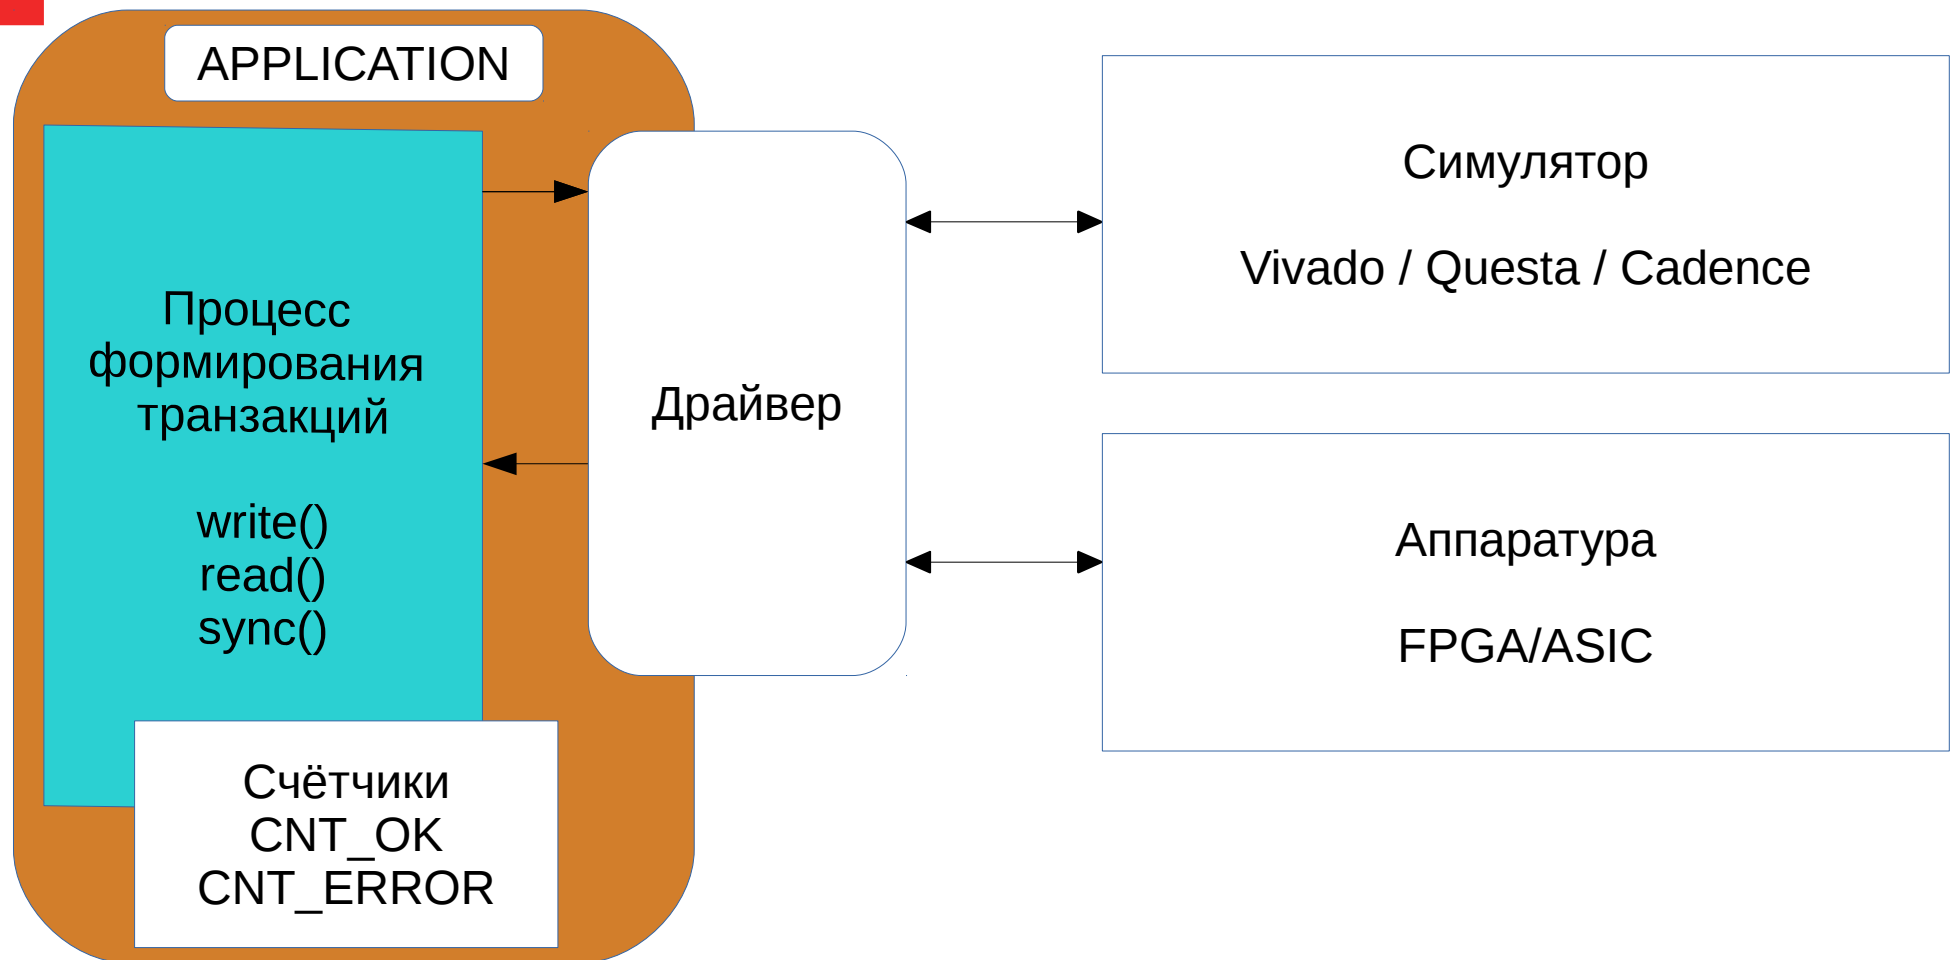 APPLICATION
Процесс
формирования
транзакций
write()
read()
sync()
Счётчики
CNT_OK
CNT_ERROR
Драйвер
Симулятор
Vivado / Questa / Cadence
Аппаратура
FPGA/ASIC